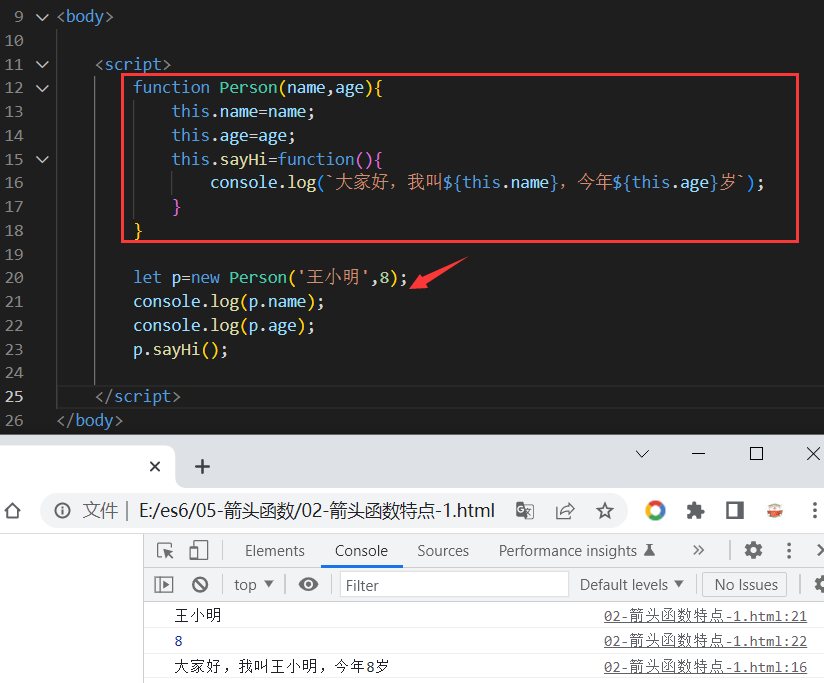 9 <body>
10
11 <script>
12 function Person(name,age){
13 this.name=name;
14 this.age=age;
15 this.sayHi=function(){
16 console.log(`大家好，我叫${this.name}，今年${this.age}岁`);
17 }
18 }
19
20 let p=new Person('王小明',8);
21 console.log(p.name);
22 console.log(p.age);
23 p.sayHi();
24
25 </script>
26 </body>
文件 E:/es6/05-箭头函数/02-箭头函数特点-1.html
Elements Console Sources Performance insights
top Filter Default levels No Issues
王小明 02-箭头函数特点-1.html:21
8 02-箭头函数特点-1.html:22
大家好，我叫王小明，今年8岁 02-箭头函数特点-1.html:16